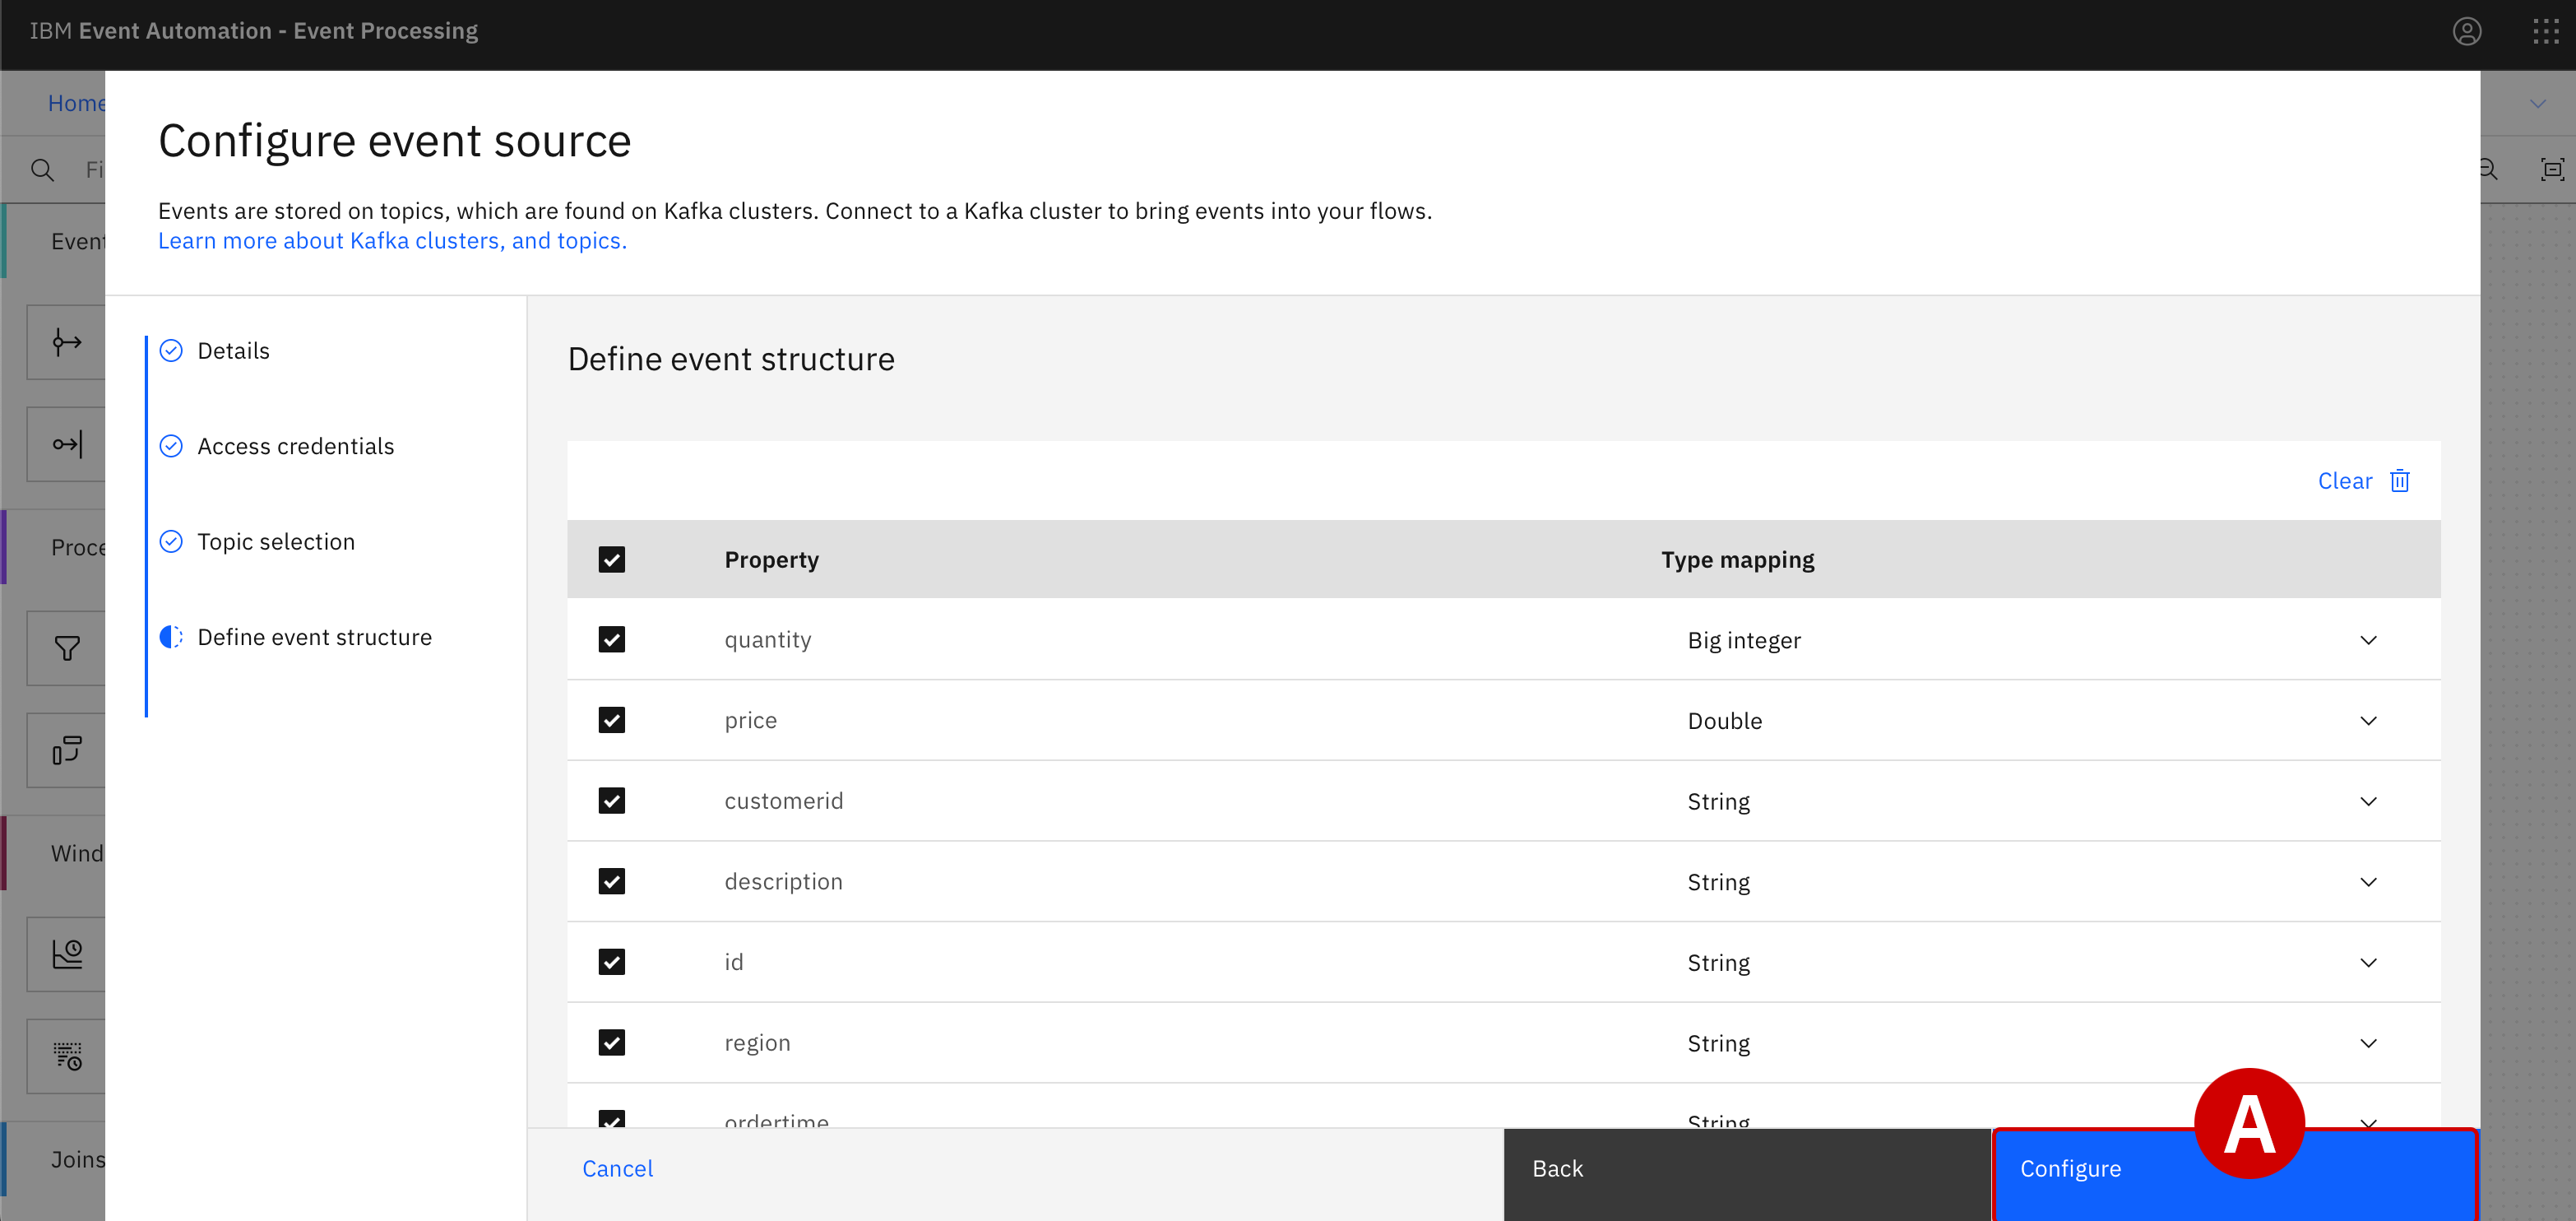 IBM Event Automation - Event Processing
Home
Configure event source
Fi
Events are stored on topics, which are found on Kafka clusters. Connect to a Kafka cluster to bring events into your flows.
Learn more about Kafka clusters, and topics.
Event
Details
Define event structure
Access credentials
Clear
Topic selection
Proce
Property Type mapping
Define event structure
quantity Big integer
price Double
customerid String
Wind
description String
id String
region String
ordertime String
A
Joins
Cancel
Back
Configure